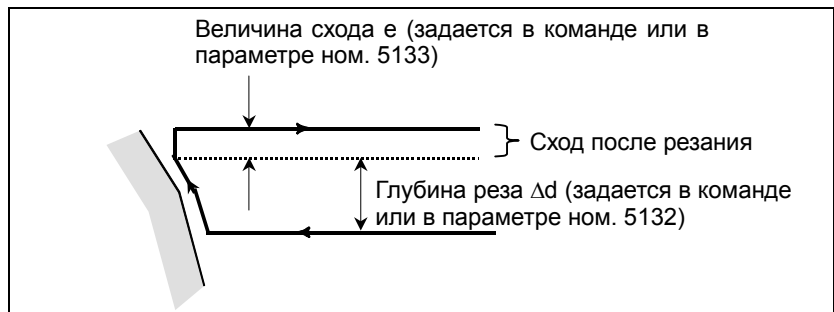 Величина схода e (задается в команде или в
параметре ном. 5133)
Сход после резания
Глубина реза Δd (задается в команде
или в параметре ном. 5132)